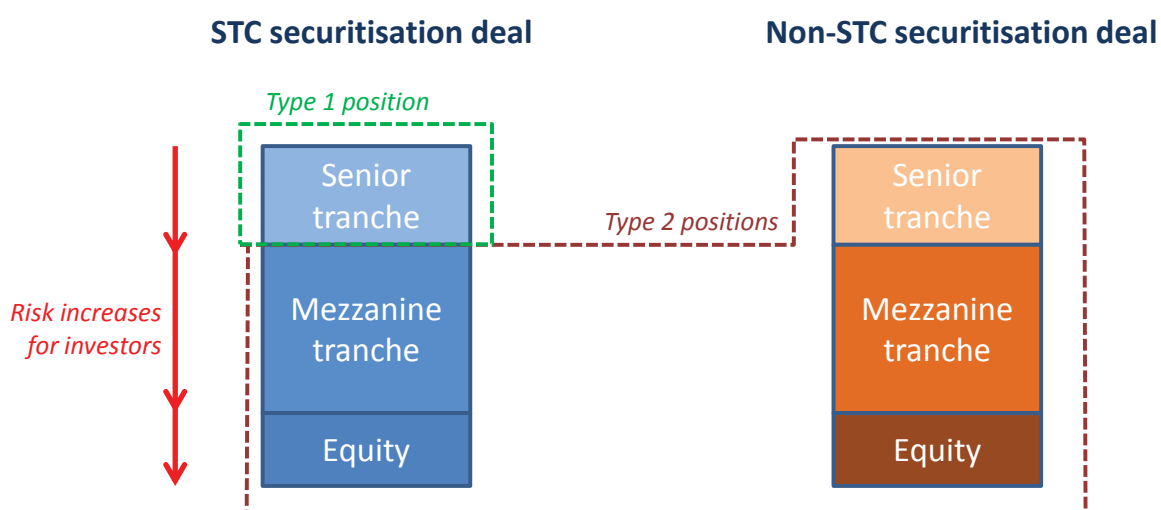 STC securitisation deal
Non-STC securitisation deal
Type 1 position
Senior
tranche
Senior
tranche
Type 2 positions
Risk increases
for investors
Mezzanine
tranche
Mezzanine
tranche
Equity
Equity